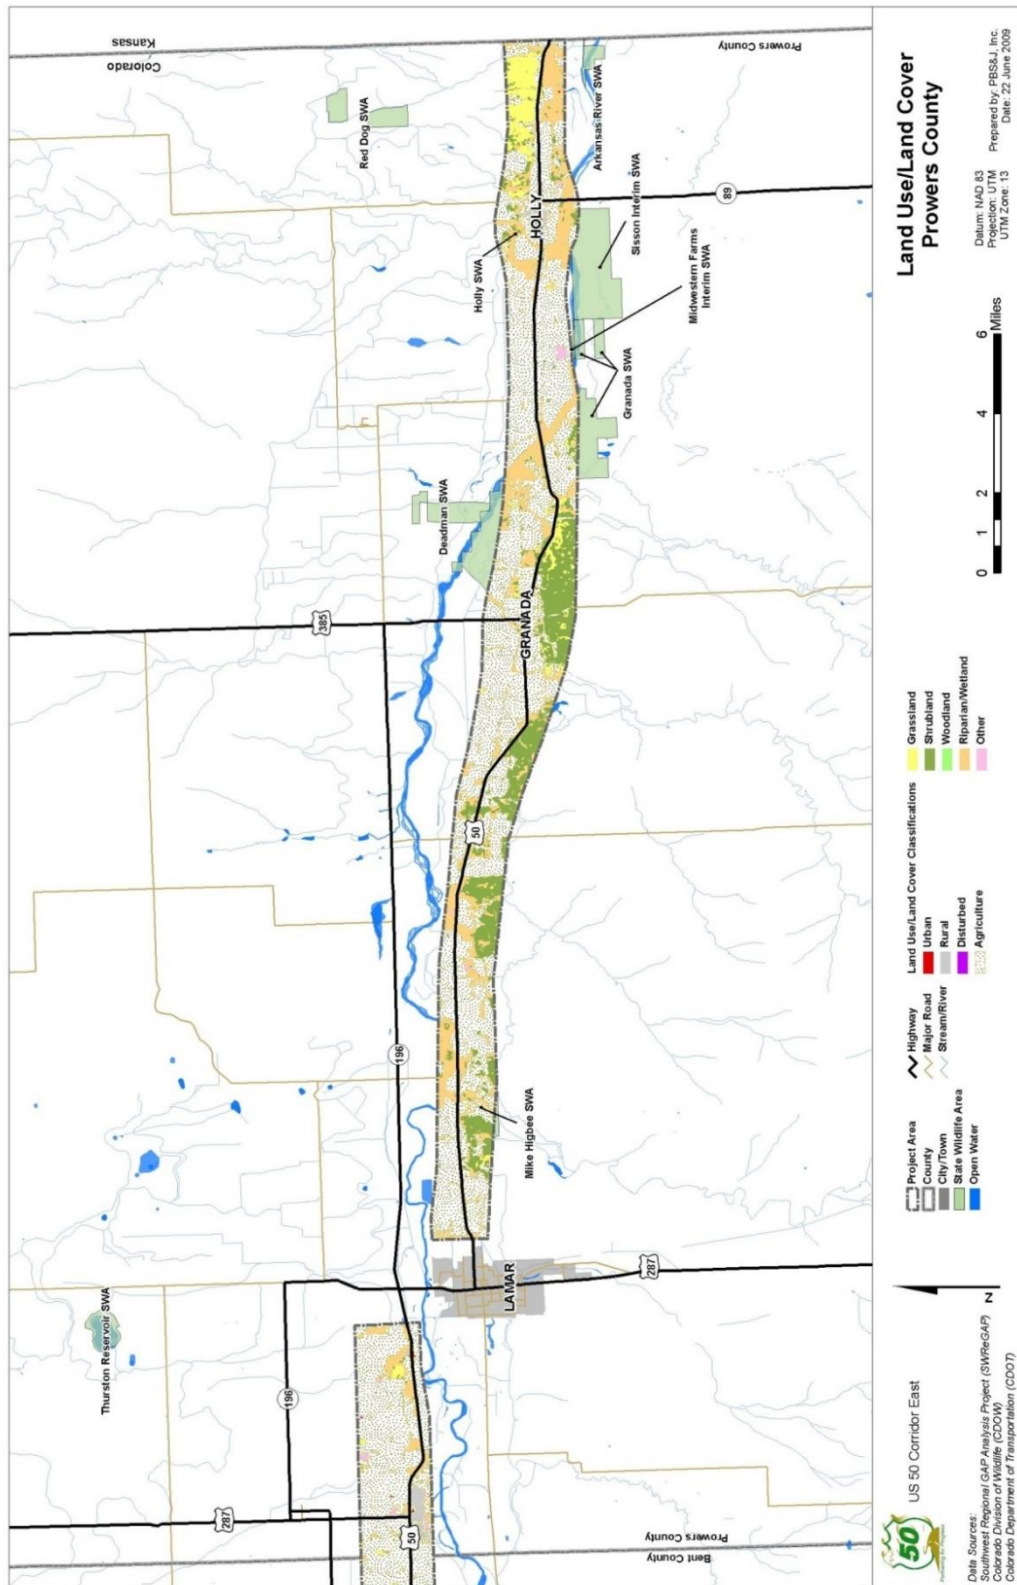 Kansas
Colorado
Prowers County
Red Dog SWA
Arkansas River SWA
89
HOLLY
Holly SWA
Sisson Interim SWA
Midwestern Farms
Interim SWA
Granada SWA
Deadman SWA
385
GRANADA
50
196
Mike Higbee SWA
287
LAMAR
Thurston Reservoir SWA
196
287
50
Prowers County
Bent County
50
US 50 Corridor East
Data Sources:
Southwest Regional GAP Analysis Project (SWReGAP)
Colorado Division of Wildlife (CDOW)
Colorado Department of Transportation (CDOT)
N
Project Area
County
City/Town
State Wildlife Area
Open Water
Highway
Major Road
Stream/River
Land Use/Land Cover Classifications
Urban
Rural
Disturbed
Agriculture
Grassland
Shrubland
Woodland
Riparian/Wetland
Other
0 1 2 4 6
Miles
Land Use/Land Cover
Prowers County
Datum: NAD 83
Projection: UTM
UTM Zone: 13
Prepared by: PBS&J, Inc.
Date: 22 June 2009